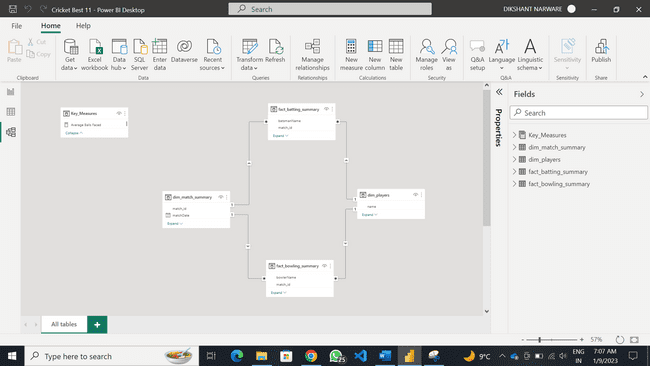 Cricket Best 11 - Power BI Desktop
Search
DIKSHANT NARWARE
File
Home
Help
Paste
Cut
Copy
Clipboard
Get data
Excel workbook
Data hub
SQL Server
Enter data
Dataverse
Recent sources
Data
Transform data
Refresh
Queries
Manage relationships
Relationships
New measure
New column
New table
Calculations
Manage roles
View as
Security
Q&A setup
Language
Linguistic schema
Q&A
Sensitivity
Sensitivity
Publish
Share
Key_Measures
Average Balls Faced
Collapse
fact_batting_summary
batsmanName
match_id
Expand
dim_match_summary
match_id
matchDate
Expand
dim_players
name
Expand
fact_bowling_summary
bowlerName
match_id
Expand
Properties
Fields
Search
Key_Measures
dim_match_summary
dim_players
fact_batting_summary
fact_bowling_summary
All tables
57%
Type here to search
25
9°C
ENG
IN
7:07 AM
1/9/2023